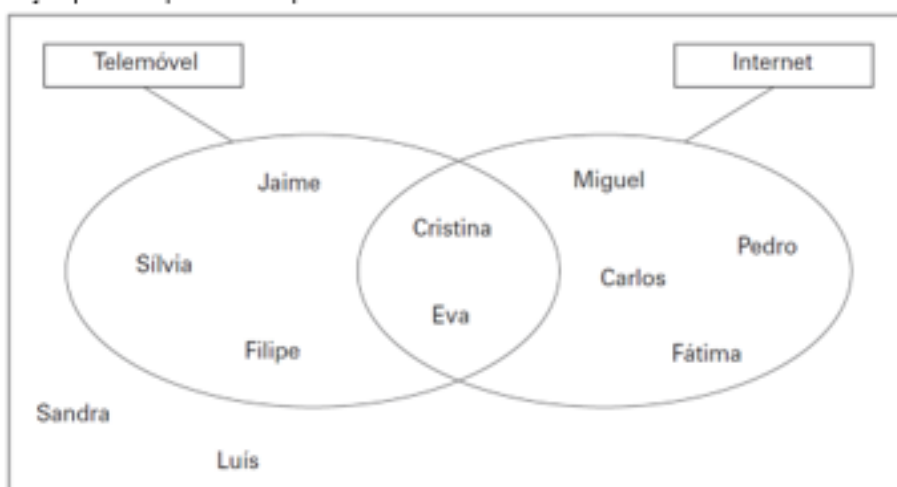 Telemóvel
Internet
Jaime
Miguel
Cristina
Pedro
Sílvia
Carlos
Eva
Filipe
Fátima
Sandra
Luís